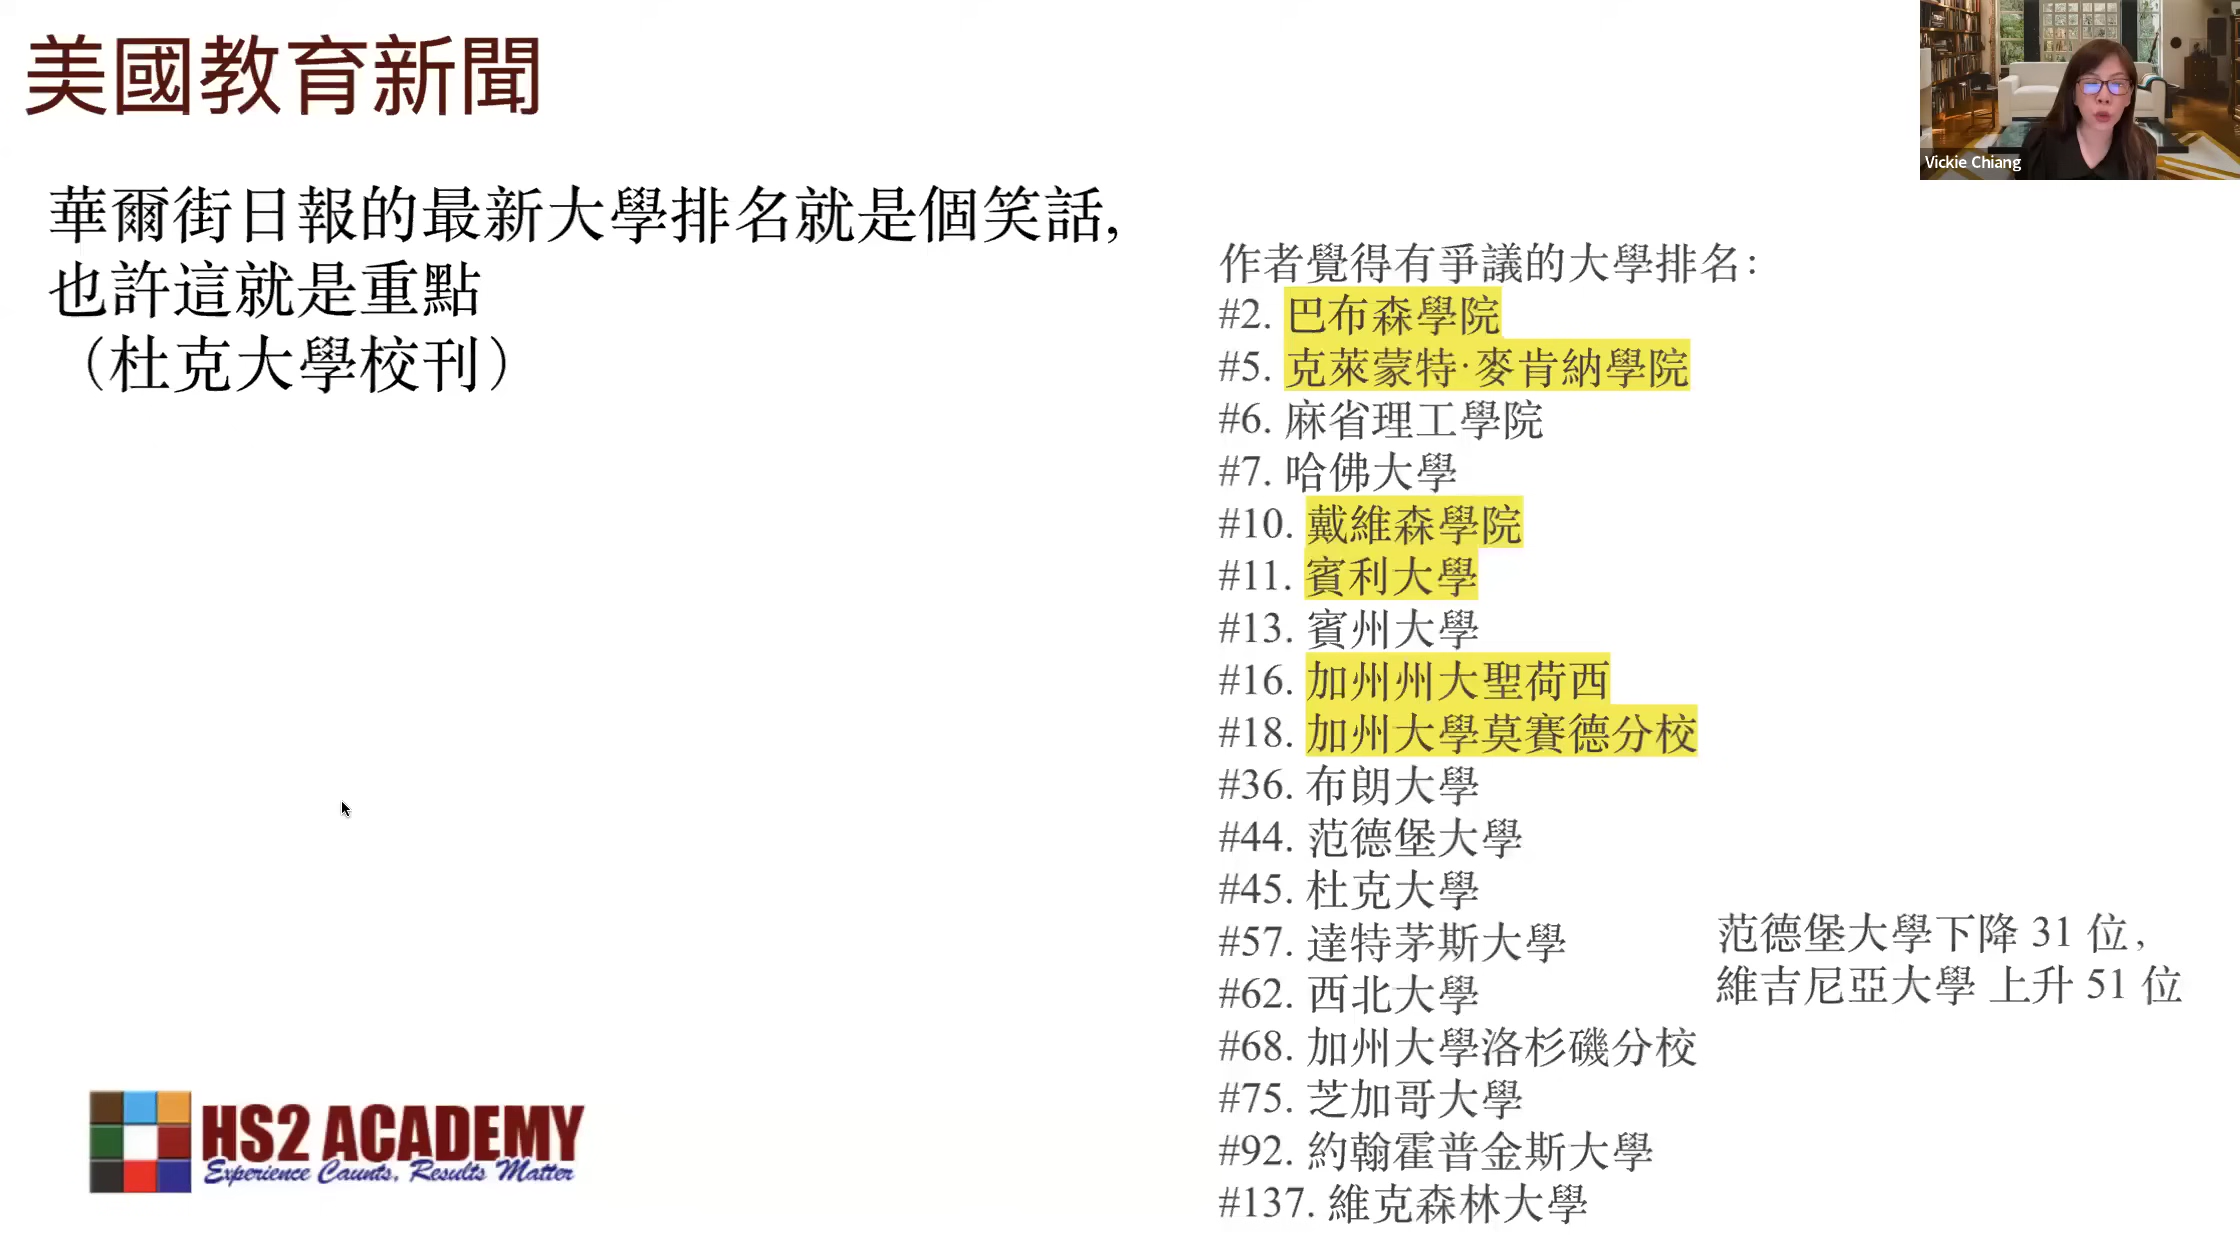 美國教育新聞
華爾街日報的最新大學排名就是個笑話,
也許這就是重點
（杜克大學校刊）
Vickie Chiang
作者覺得有爭議的大學排名：
#2. 巴布森學院
#5. 克萊蒙特·麥肯納學院
#6. 麻省理工學院
#7. 哈佛大學
#10. 戴維森學院
#11. 賓利大學
#13. 賓州大學
#16. 加州州大聖荷西
#18. 加州大學莫賽德分校
#36. 布朗大學
#44. 范德堡大學
#45. 杜克大學
#57. 達特茅斯大學
#62. 西北大學
#68. 加州大學洛杉磯分校
#75. 芝加哥大學
#92. 約翰霍普金斯大學
#137. 維克森林大學
范德堡大學下降 31 位，
維吉尼亞大學 上升 51 位
HS2 ACADEMY
Experience Counts, Results Matter